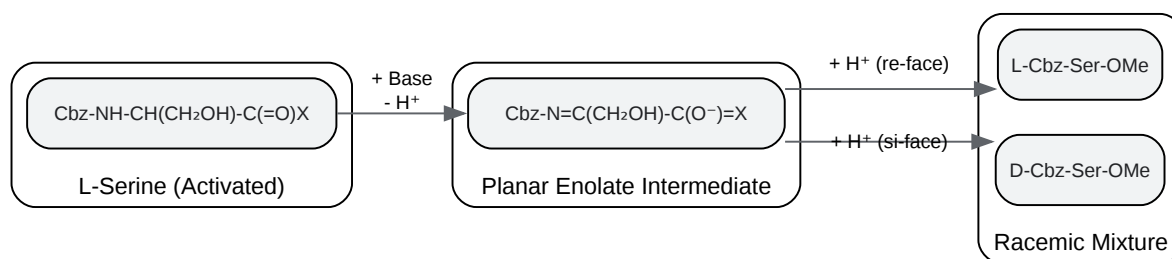 Cbz-NH-CH(CH₂OH)-C(=O)X
L-Serine (Activated)
+ Base
- H⁺
Cbz-N=C(CH₂OH)-C(O⁻)=X
Planar Enolate Intermediate
+ H⁺ (re-face)
+ H⁺ (si-face)
L-Cbz-Ser-OMe
D-Cbz-Ser-OMe
Racemic Mixture